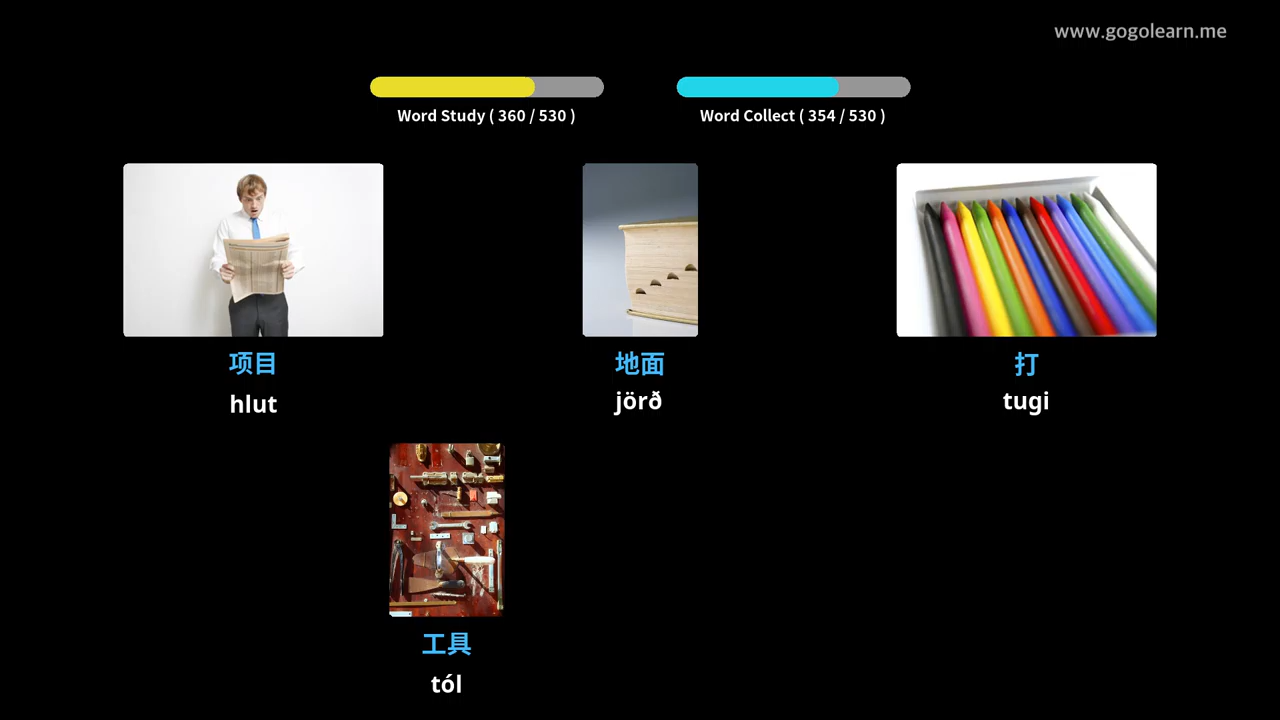 www.gogolearn.me
Word Study ( 360 / 530 )
Word Collect ( 354 / 530 )
项目
hlut
地面
jörð
打
tugi
工具
tól